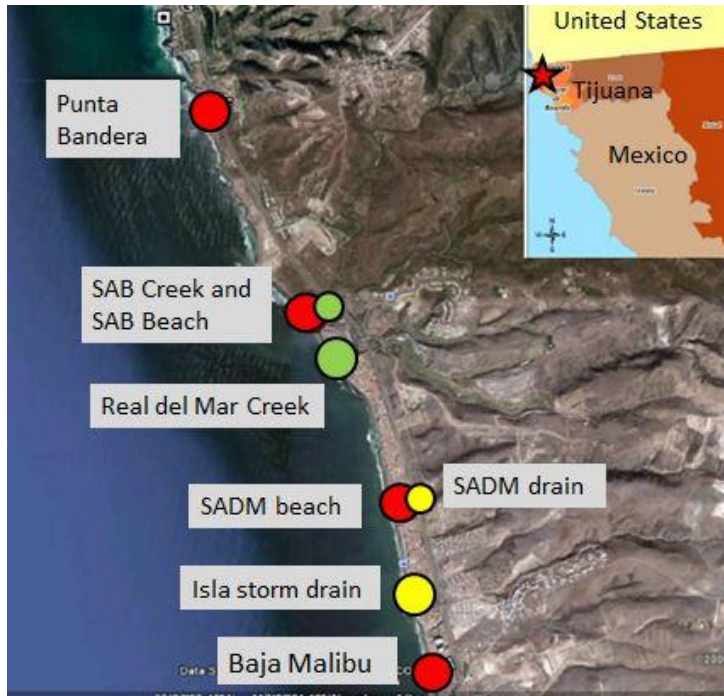 United States
Tijuana
Mexico
Punta
Bandera
SAB Creek and
SAB Beach
Real del Mar Creek
SADM drain
SADM beach
Isla storm drain
Baja Malibu